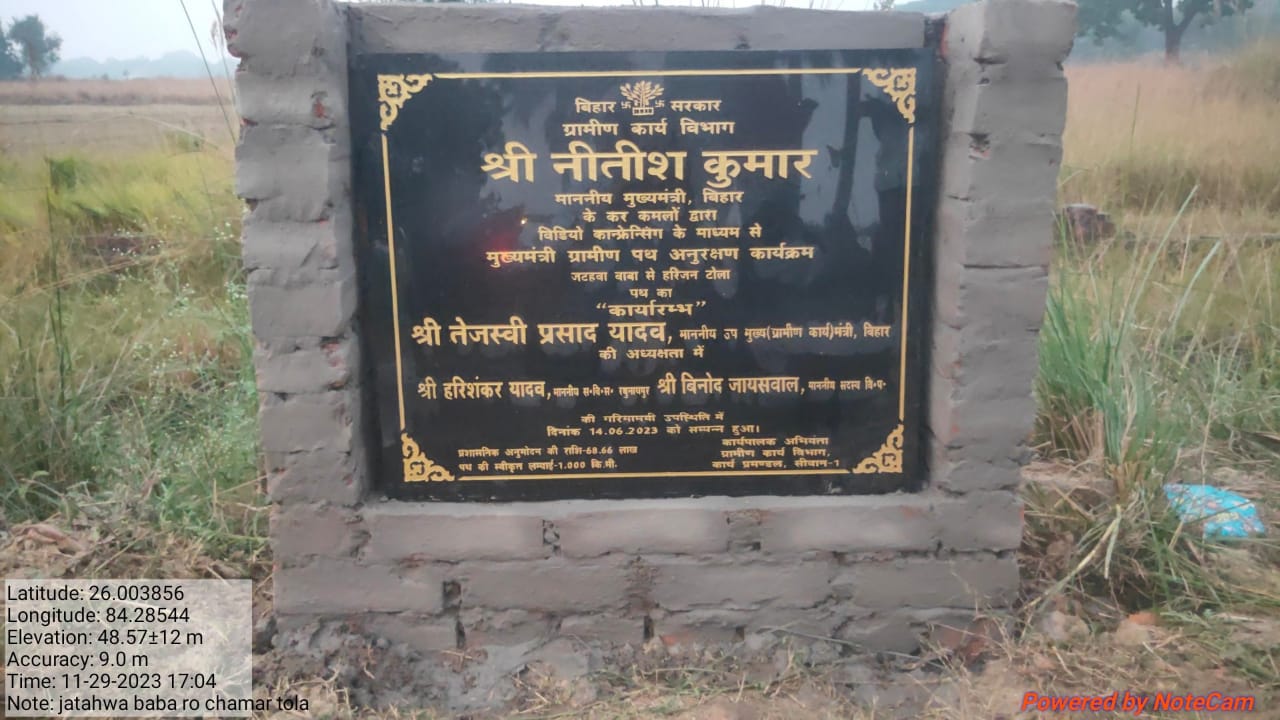 बिहार सरकार
ग्रामीण कार्य विभाग
श्री नीतीश कुमार
माननीय मुख्यमंत्री, बिहार
के कर कमलों द्वारा
विडियो कान्फ्रेन्सिंग के माध्यम से
मुख्यमंत्री ग्रामीण पथ अनुरक्षण कार्यक्रम
जटहवा बाबा से हरिजन टोला
पथ का
“कार्यारम्भ”
श्री तेजस्वी प्रसाद यादव, माननीय उप मुख्य(ग्रामीण कार्य)मंत्री, बिहार
की अध्यक्षता में
श्री हरिशंकर यादव, माननीय स०वि०स० रघुनाथपुर श्री बिनोद जायसवाल, माननीय सदस्य वि०प०
की गरिमामयी उपस्थिति में
दिनांक 14.06.2023 को सम्पन्न हुआ।
प्रशासनिक अनुमोदन की राशि-68.66 लाख
पथ की स्वीकृत लम्बाई-1.000 कि.मी.
कार्यपालक अभियंता
ग्रामीण कार्य विभाग,
कार्य प्रमण्डल, सीवान-1
Latitude: 26.003856
Longitude: 84.28544
Elevation: 48.57±12 m
Accuracy: 9.0 m
Time: 11-29-2023 17:04
Note: jatahwa baba ro chamar tola
Powered by NoteCam